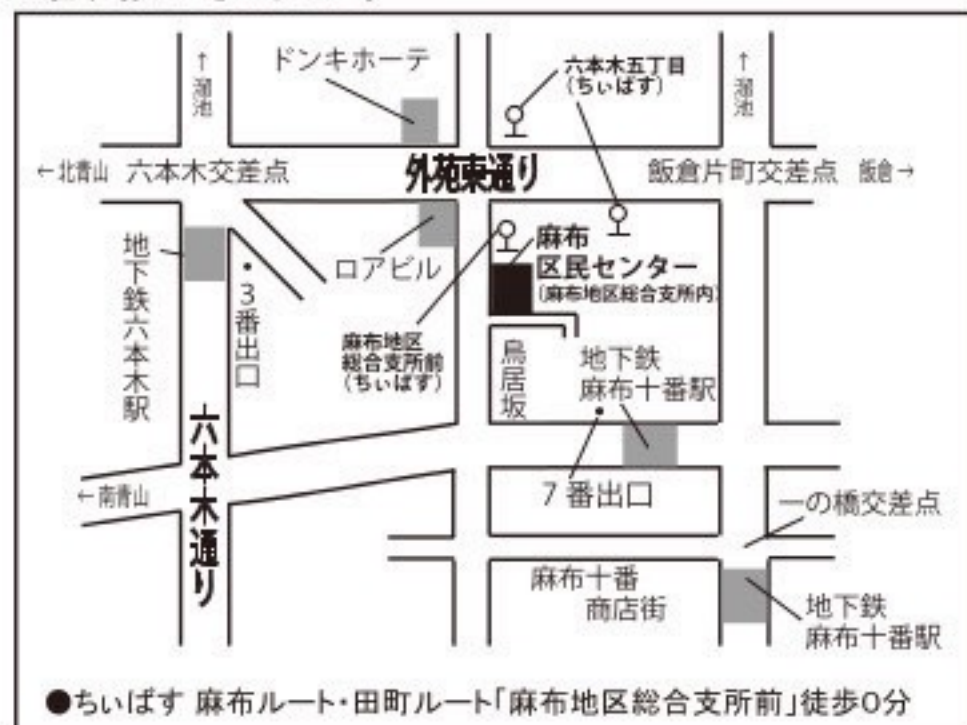 ↑溜池
ドンキホーテ
六本木五丁目
(ちぃばす)
↑溜池
←北青山
六本木交差点
外苑東通り
飯倉片町交差点
飯倉→
地下鉄六本木駅
・3番出口
ロアビル
麻布
区民センター
(麻布地区総合支所内)
麻布地区
総合支所前
(ちぃばす)
鳥居坂
地下鉄
麻布十番駅
六本木通り
←南青山
7番出口
一の橋交差点
麻布十番
商店街
地下鉄
麻布十番駅
●ちぃばす 麻布ルート・田町ルート「麻布地区総合支所前」徒歩0分